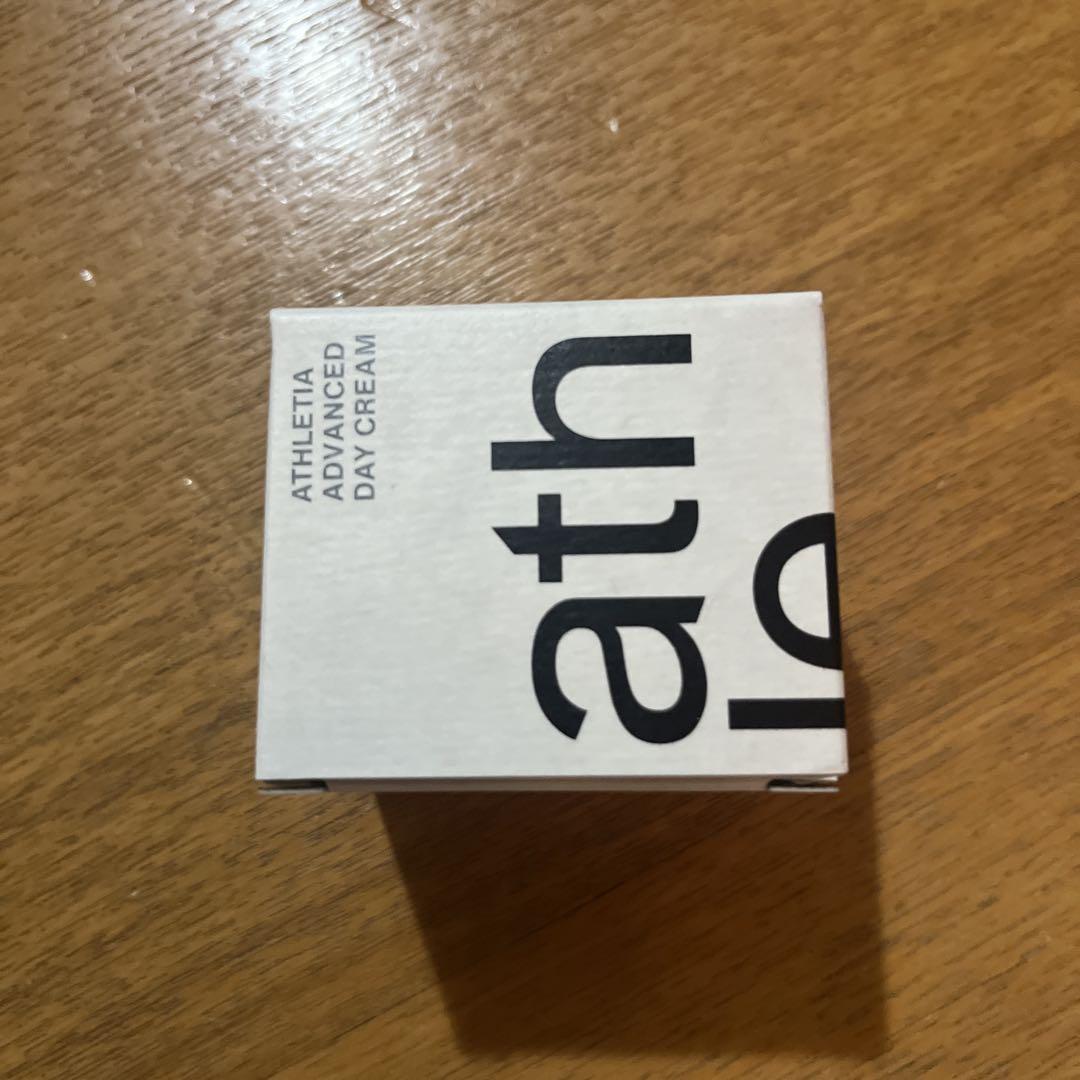 ATHLETIA
ADVANCED
DAY CREAM
ath
le